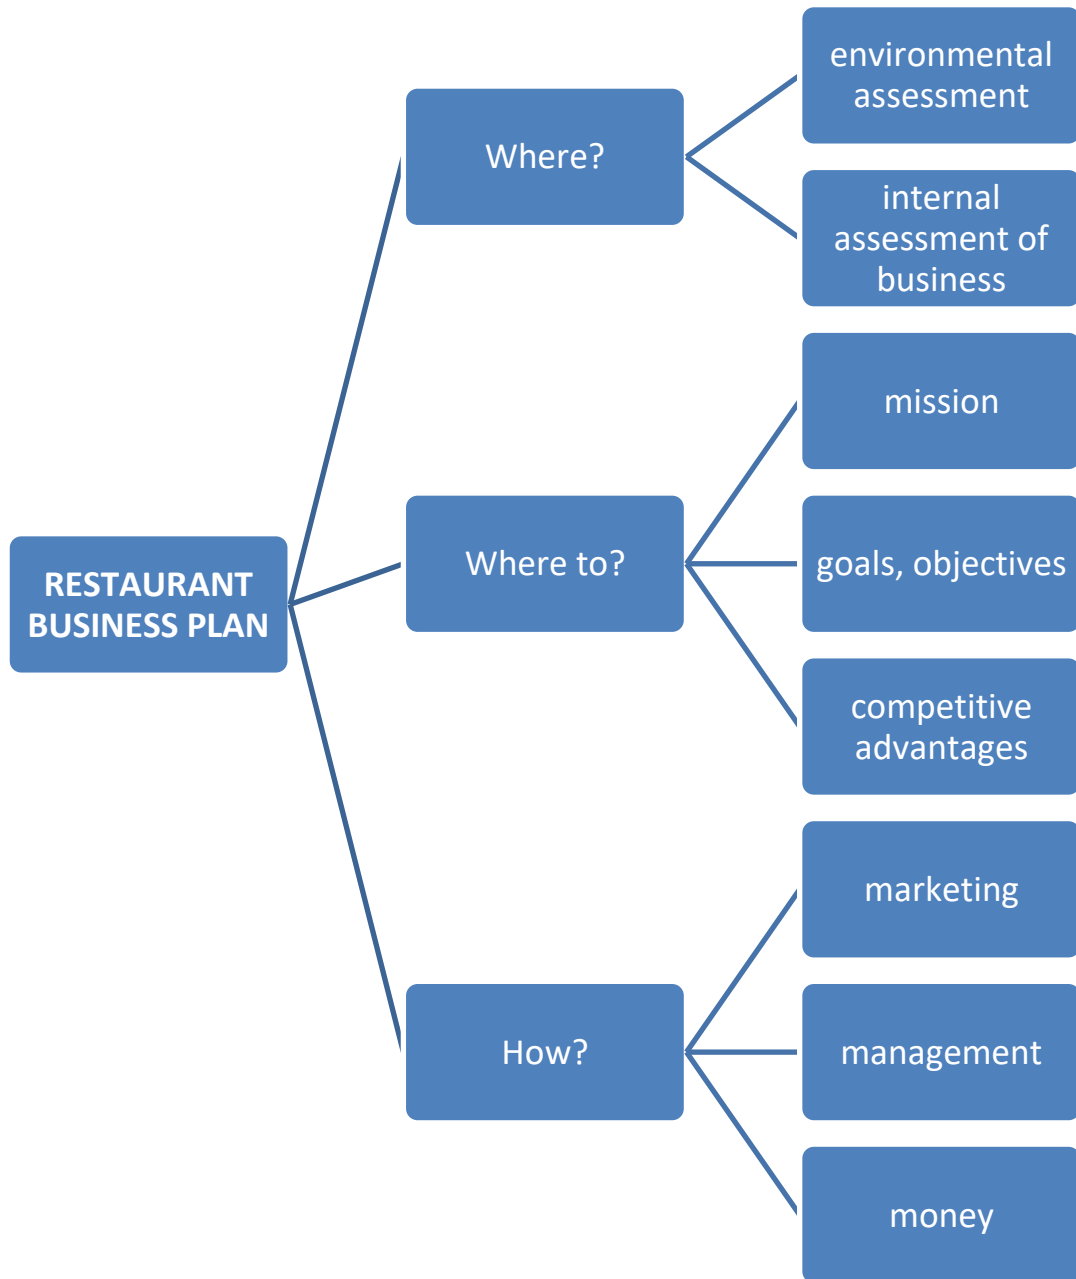 RESTAURANT
BUSINESS PLAN
Where?
environmental
assessment
internal
assessment of
business
Where to?
mission
goals, objectives
competitive
advantages
How?
marketing
management
money